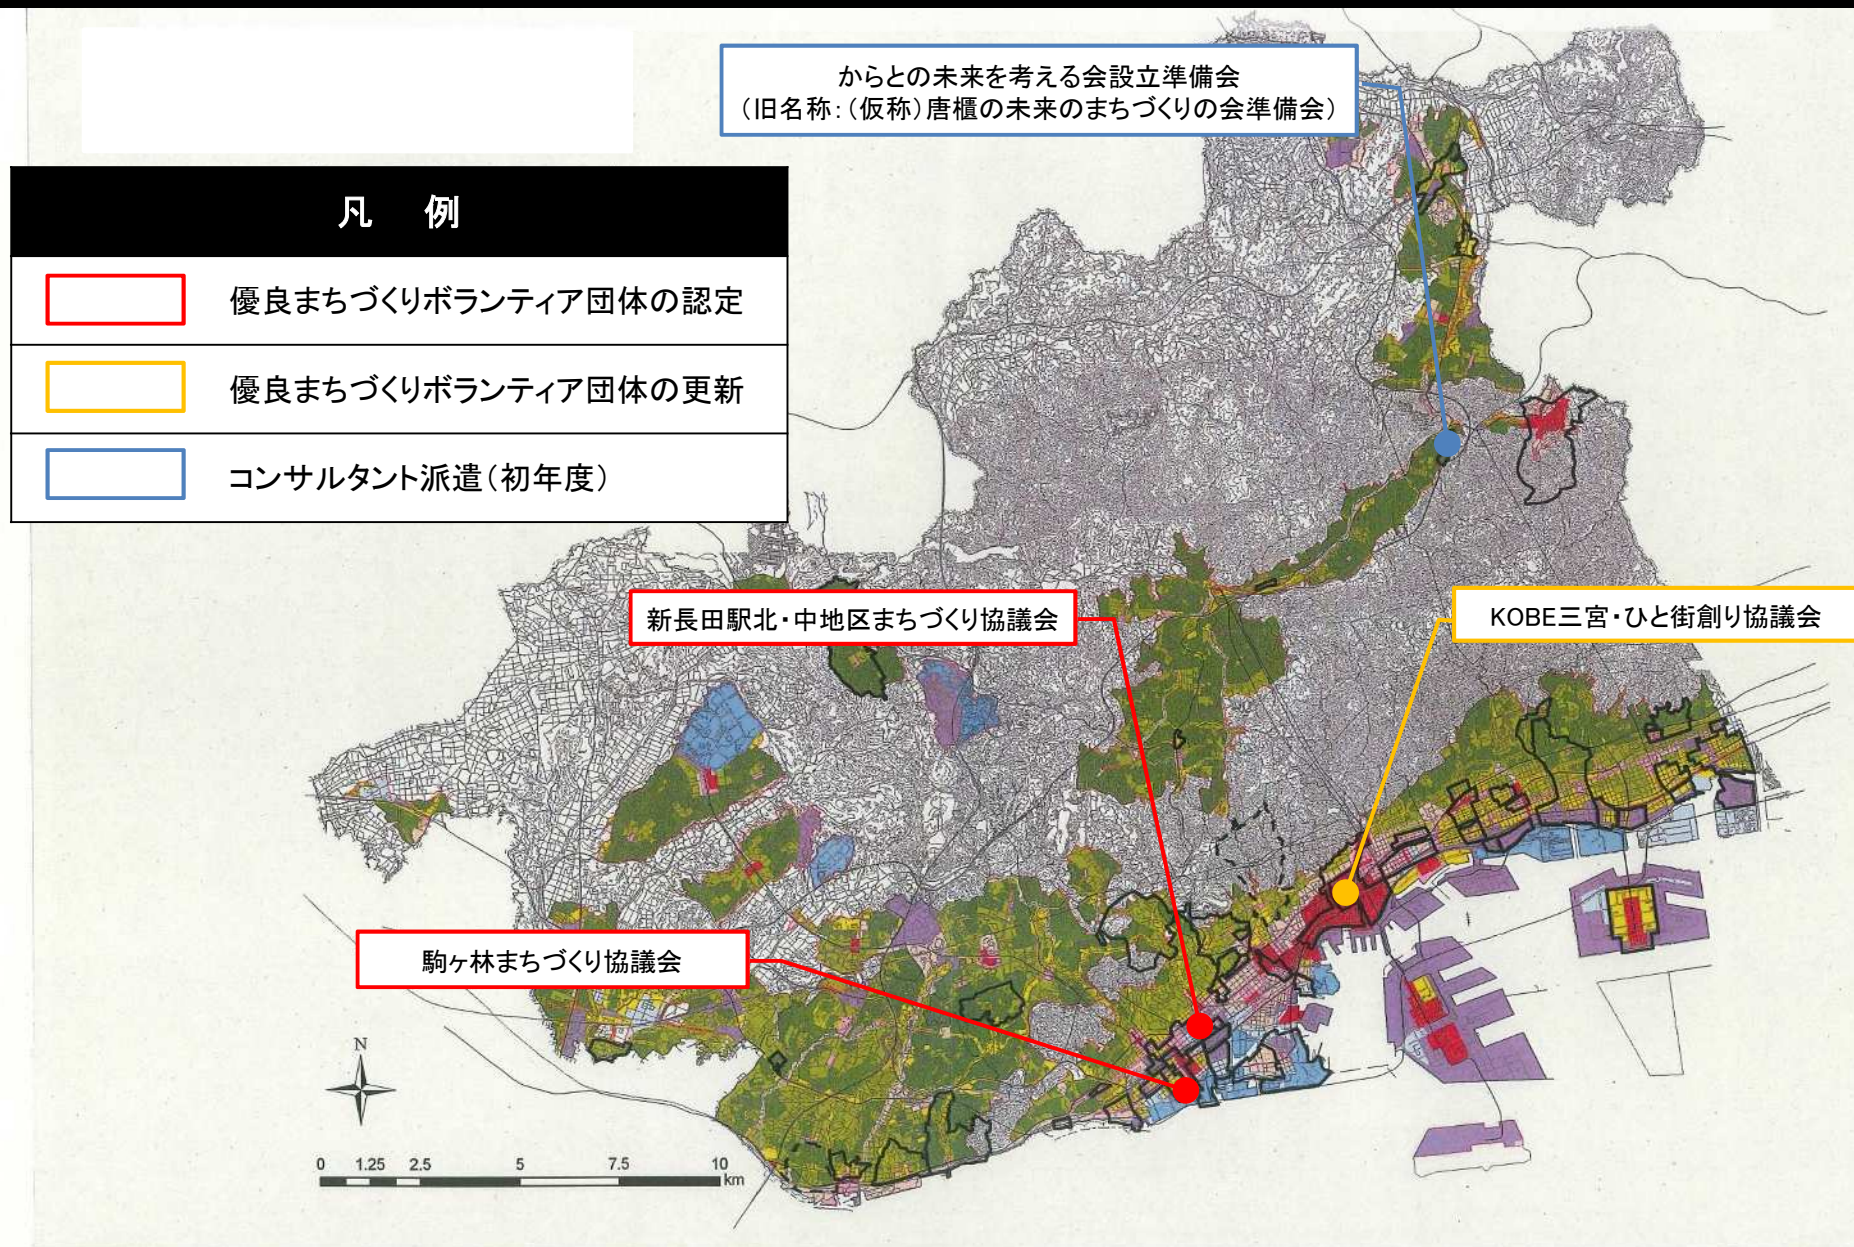 からとの未来を考える会設立準備会
（旧名称：（仮称）唐櫃の未来のまちづくりの会準備会）
凡　例
優良まちづくりボランティア団体の認定
優良まちづくりボランティア団体の更新
コンサルタント派遣（初年度）
新長田駅北・中地区まちづくり協議会
KOBE三宮・ひと街創り協議会
駒ヶ林まちづくり協議会
N
0 1.25 2.5 5 7.5 10
km